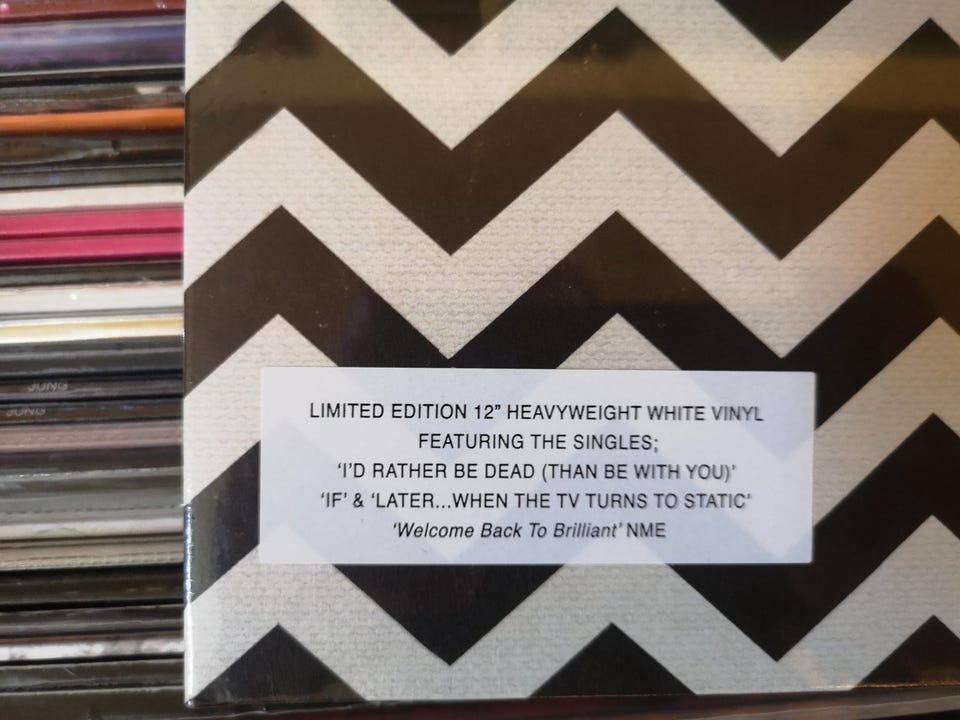 JUNG
JUNG
LIMITED EDITION 12” HEAVYWEIGHT WHITE VINYL
FEATURING THE SINGLES;
‘I’D RATHER BE DEAD (THAN BE WITH YOU)’
‘IF’ & ‘LATER...WHEN THE TV TURNS TO STATIC’
‘Welcome Back To Brilliant’ NME